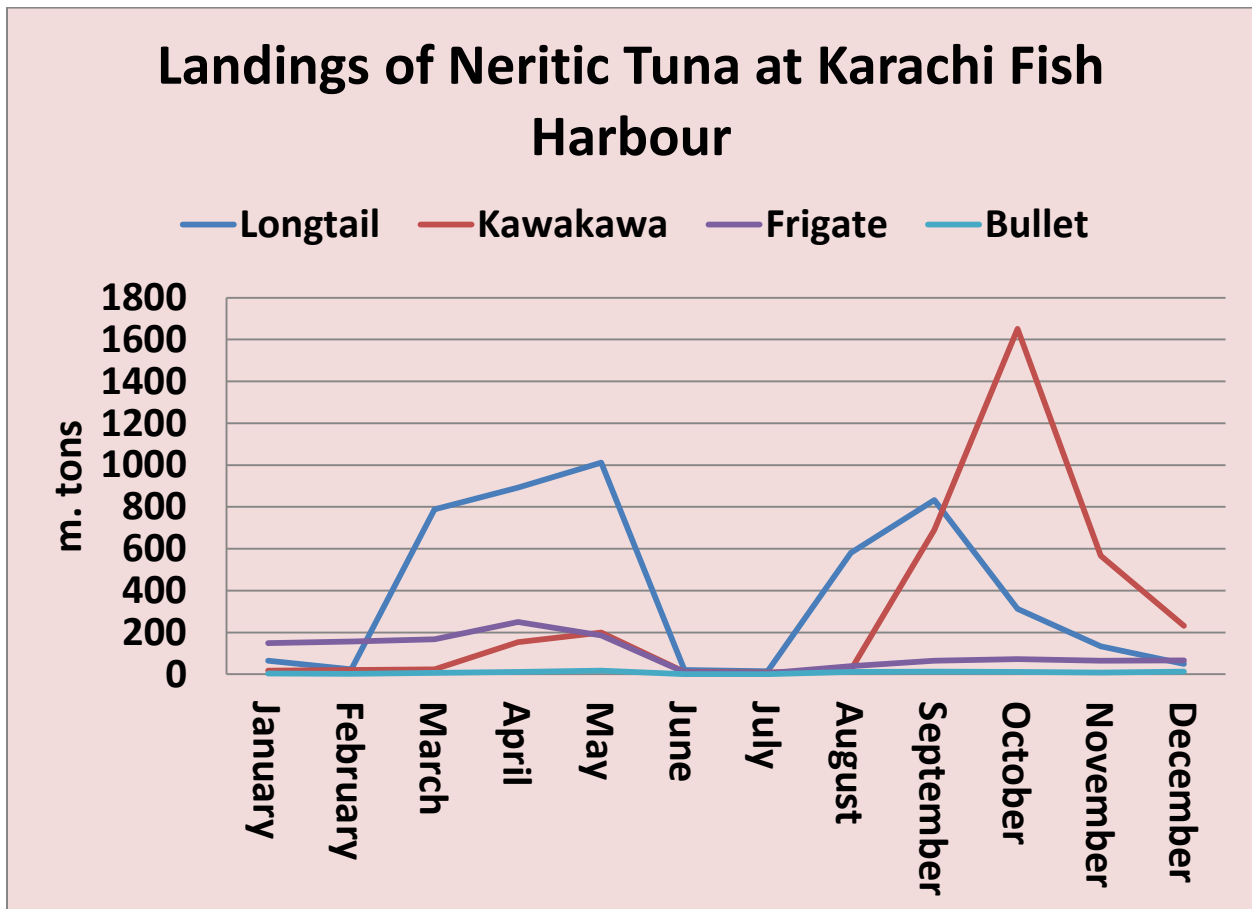 Landings of Neritic Tuna at Karachi Fish
Harbour
Longtail Kawakawa Frigate Bullet
1800
1600
1400
1200
1000
800
600
400
200
0
m. tons
January
February
March
April
May
June
July
August
September
October
November
December